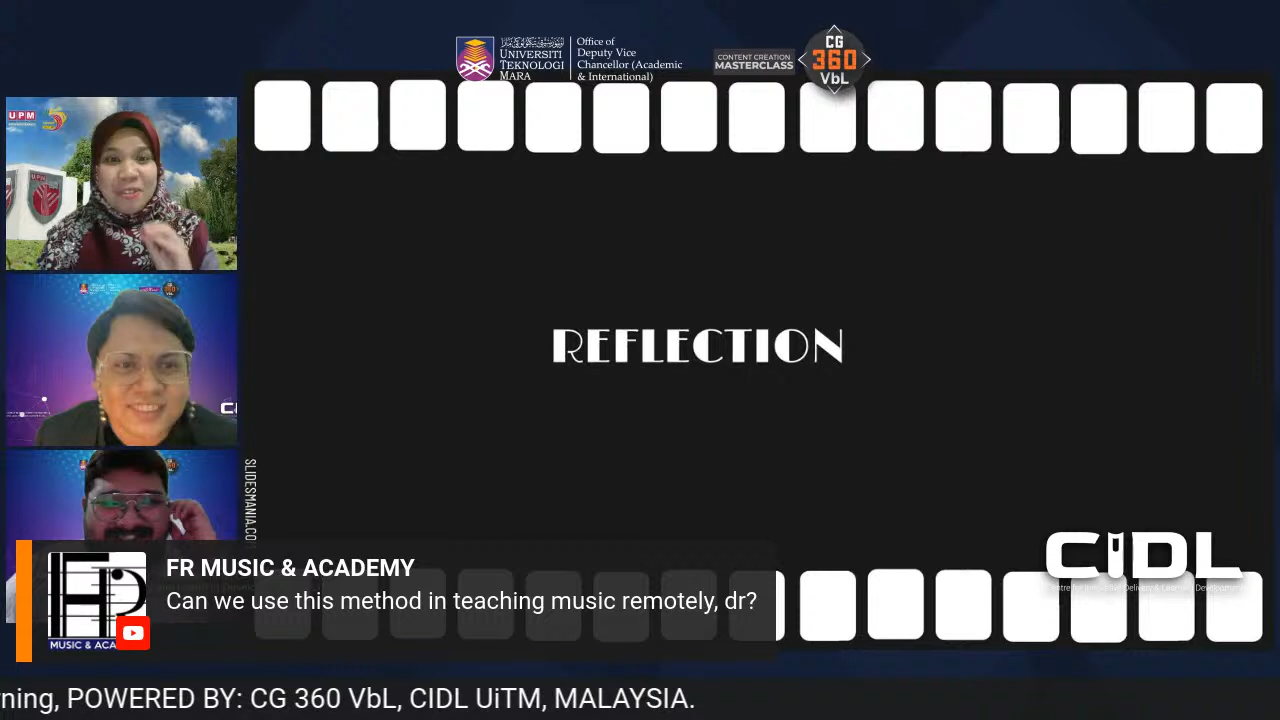 UNIVERSITI
TEKNOLOGI
MARA
Office of
Deputy Vice
Chancellor (Academic
& International)
CONTENT CREATION
MASTERCLASS
CG
360
VbL
UPM
UPM
REFLECTION
SLIDESMANIA.CO
CIDL
FR MUSIC & ACADEMY
Can we use this method in teaching music remotely, dr?
MUSIC & ACA
ning, POWERED BY: CG 360 VbL, CIDL UiTM, MALAYSIA.